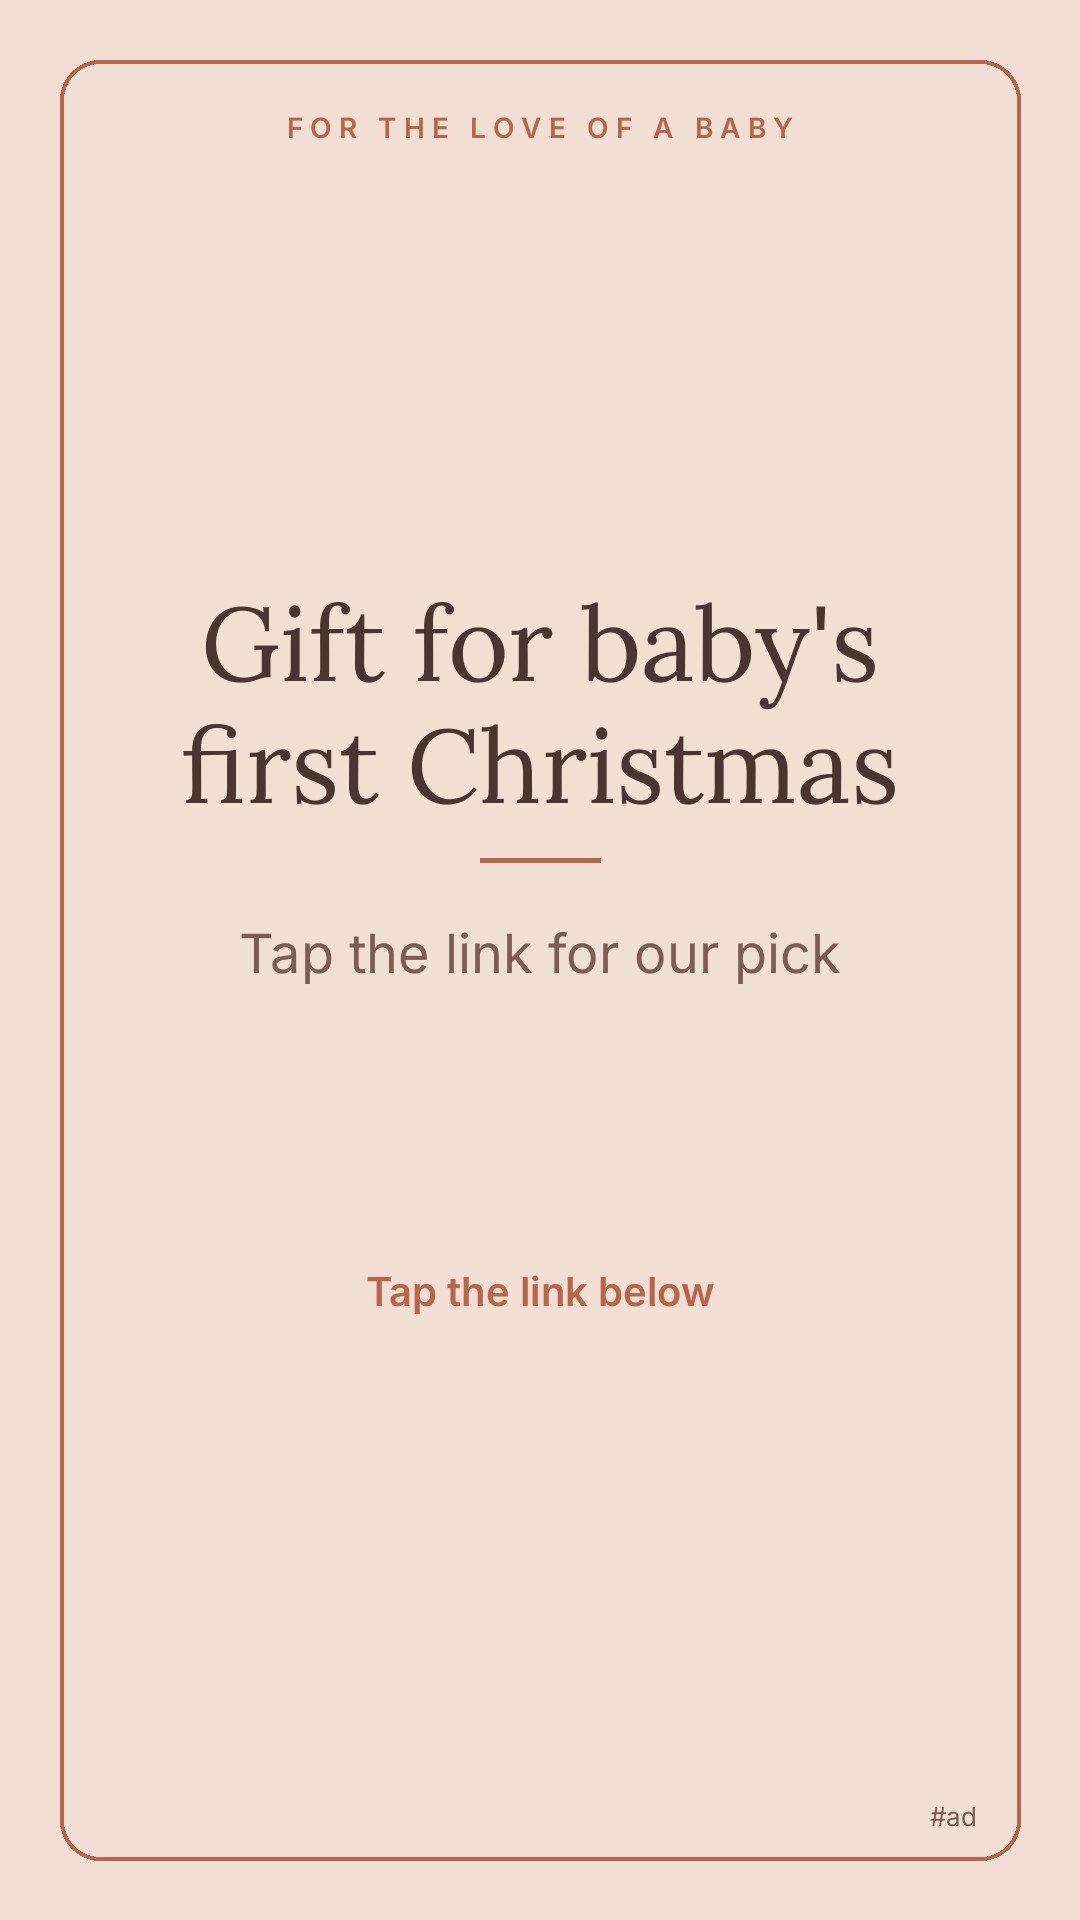 FOR THE LOVE OF A BABY
Gift for baby's
first Christmas
Tap the link for our pick
Tap the link below
#ad